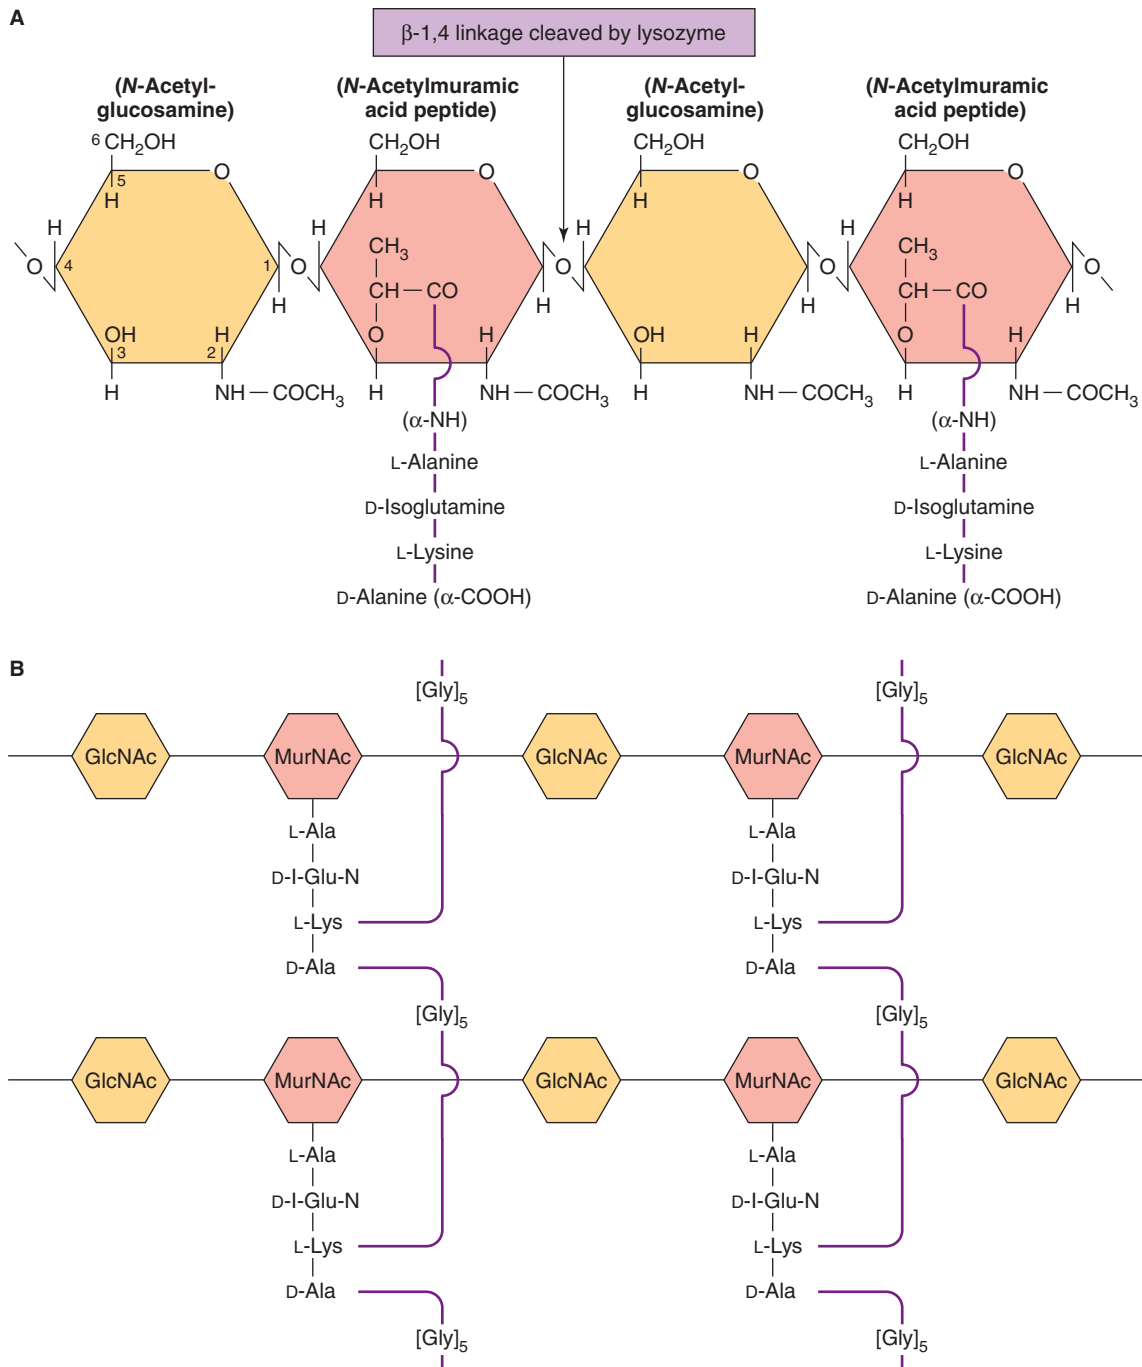 A
β-1,4 linkage cleaved by lysozyme
(N-Acetyl-
glucosamine)
(N-Acetylmuramic
acid peptide)
(N-Acetyl-
glucosamine)
(N-Acetylmuramic
acid peptide)
6 CH2OH
CH2OH
CH2OH
CH2OH
5
O
O
O
O
H
H
H
H
H
H
H
H
CH3
CH3
O
4
1
O
O
O
O
CH — CO
CH — CO
H
H
H
H
OH
H
O
H
OH
H
O
H
3
2
H
NH — COCH3
H
NH — COCH3
H
NH — COCH3
H
NH — COCH3
(α-NH)
(α-NH)
L-Alanine
L-Alanine
D-Isoglutamine
D-Isoglutamine
L-Lysine
L-Lysine
D-Alanine (α-COOH)
D-Alanine (α-COOH)
B
[Gly]5
[Gly]5
GlcNAc
MurNAc
GlcNAc
MurNAc
GlcNAc
L-Ala
L-Ala
D-I-Glu-N
D-I-Glu-N
L-Lys
L-Lys
D-Ala
D-Ala
[Gly]5
[Gly]5
GlcNAc
MurNAc
GlcNAc
MurNAc
GlcNAc
L-Ala
L-Ala
D-I-Glu-N
D-I-Glu-N
L-Lys
L-Lys
D-Ala
D-Ala
[Gly]5
[Gly]5